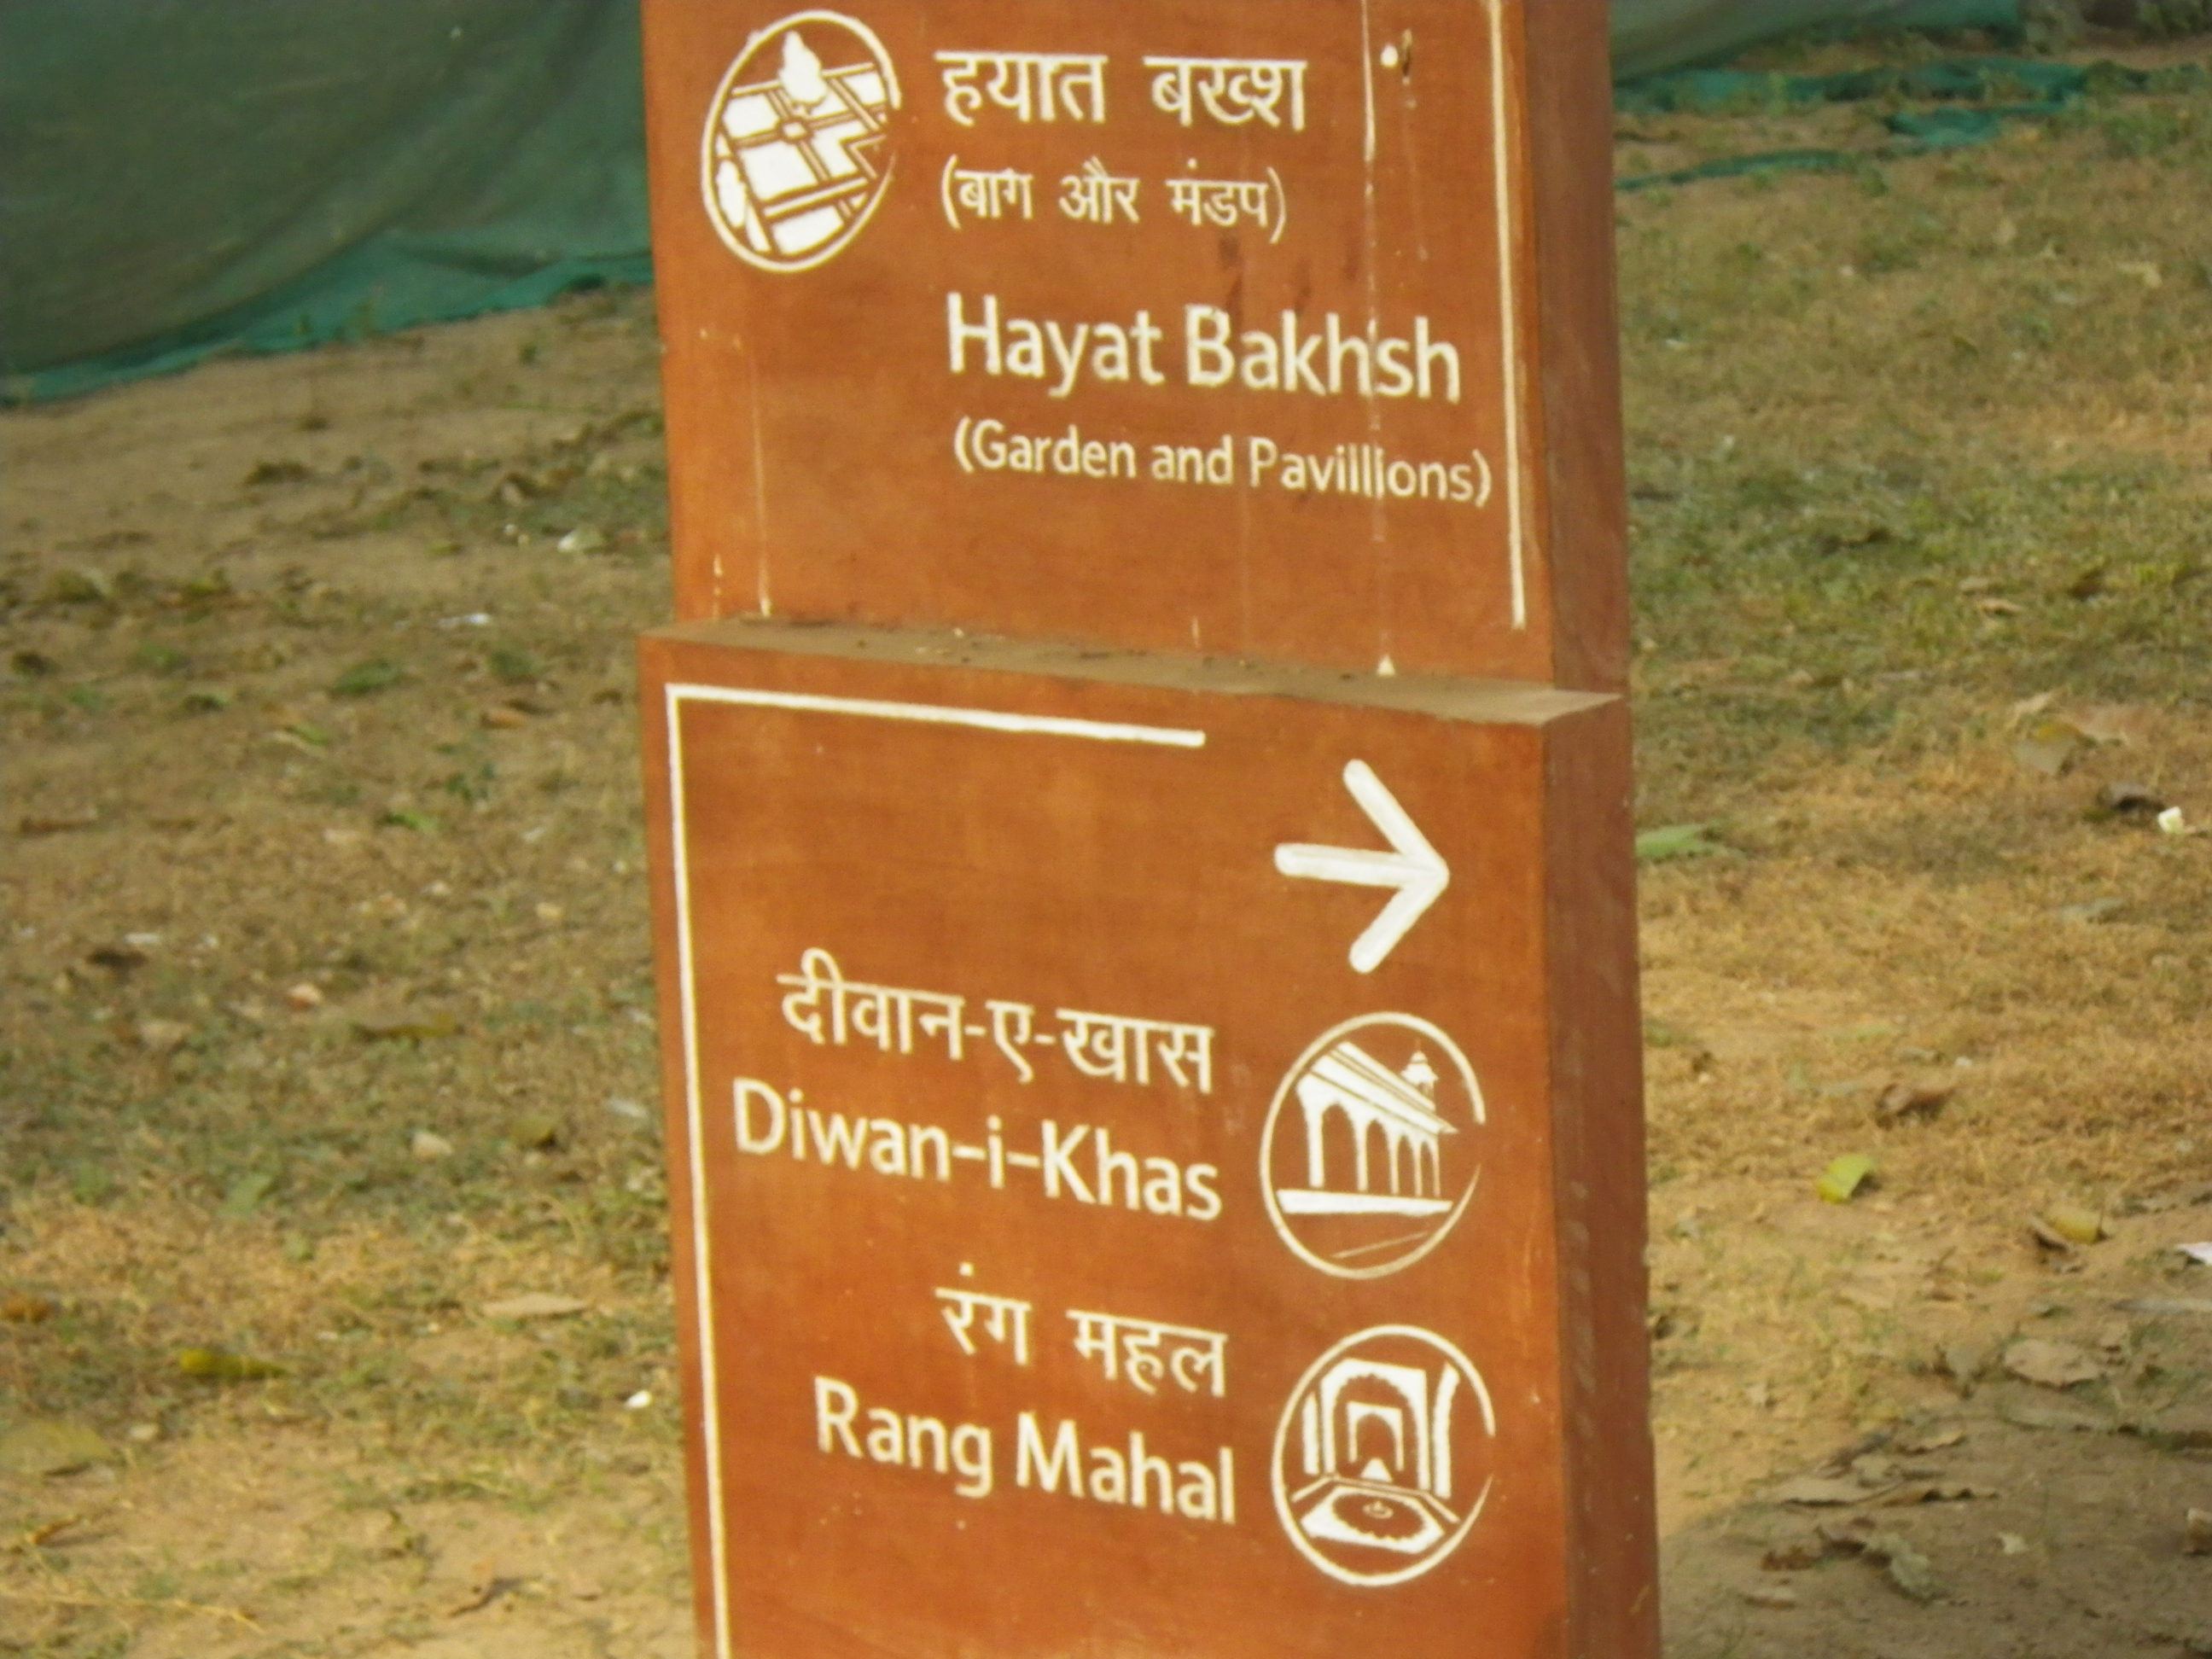 हयात बख्श
(बाग और मंडप)
Hayat Bakhsh
(Garden and Pavillions)
दीवान-ए-खास
Diwan-i-Khas
रंग महल
Rang Mahal